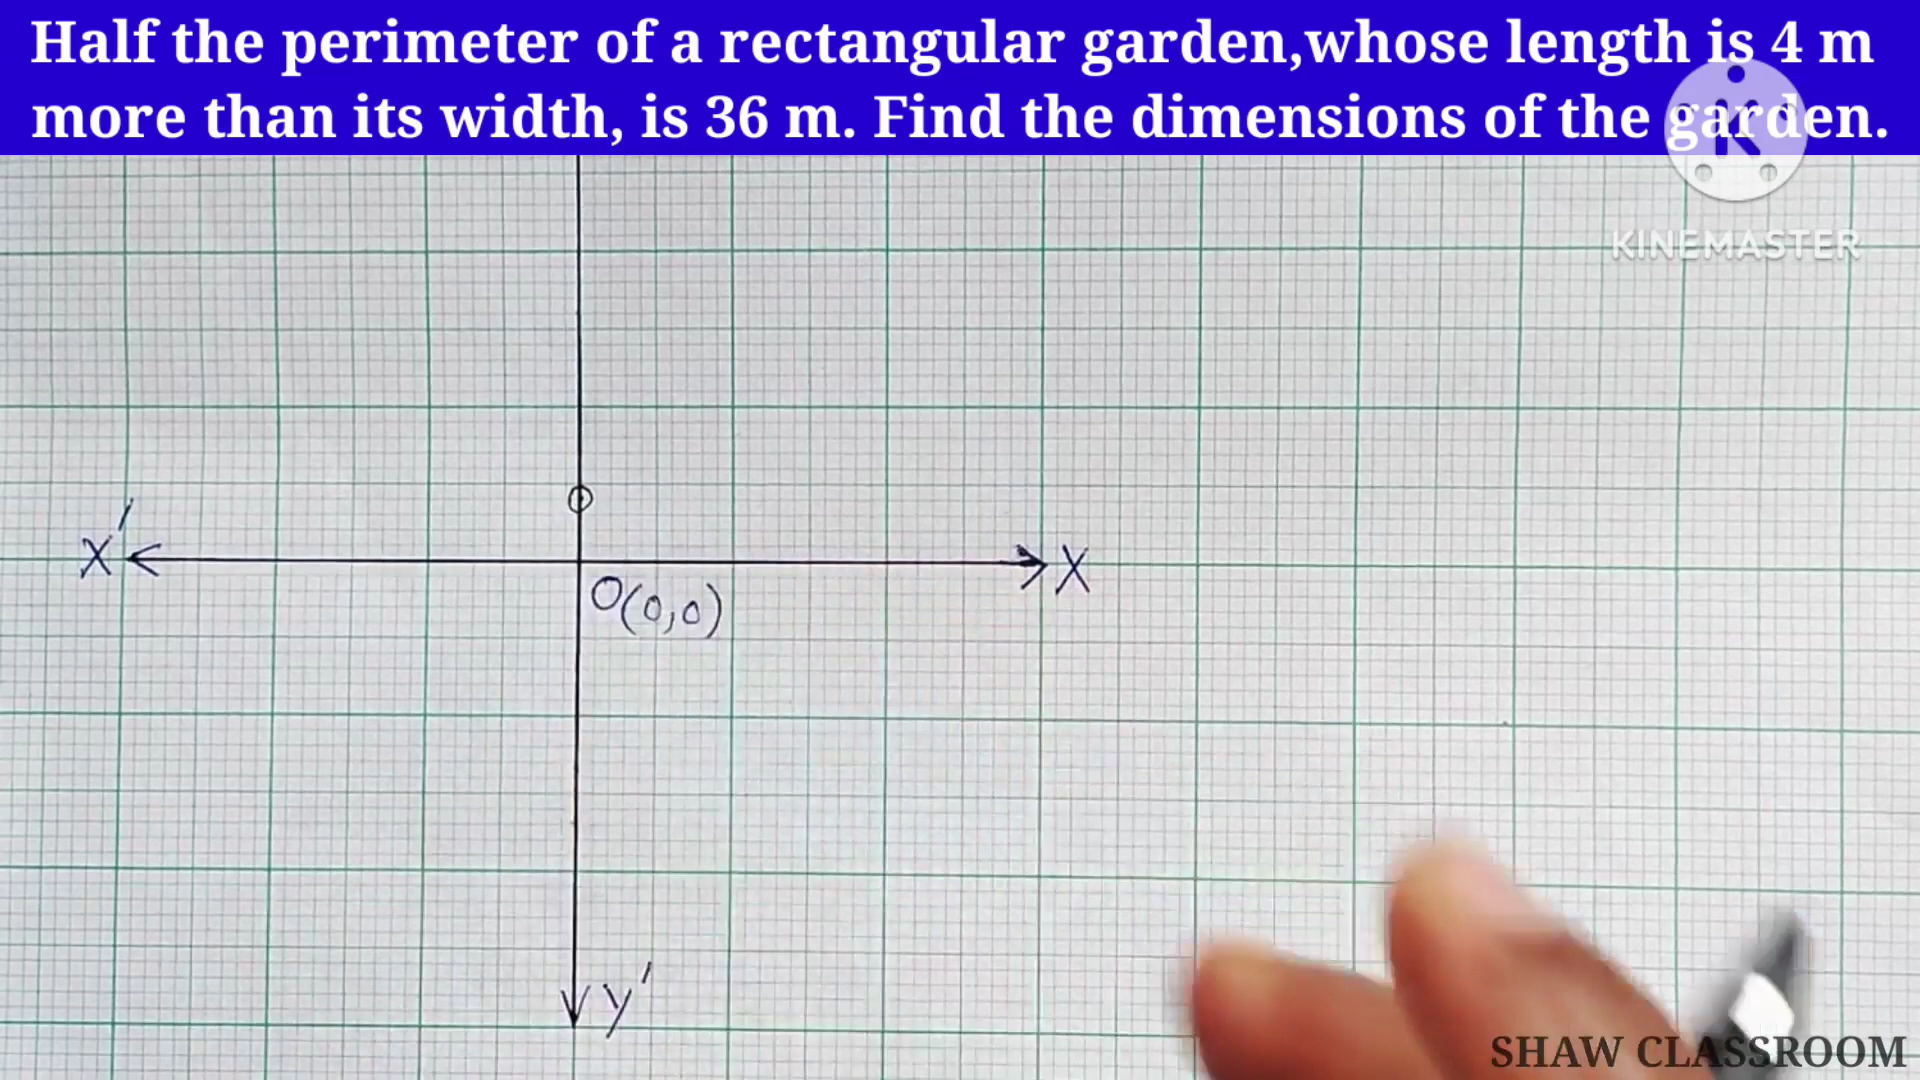 Half the perimeter of a rectangular garden,whose length is 4 m
more than its width, is 36 m. Find the dimensions of the garden.
K
KINEMASTER
X'
X
O(0,0)
y'
SHAW CLASSROOM